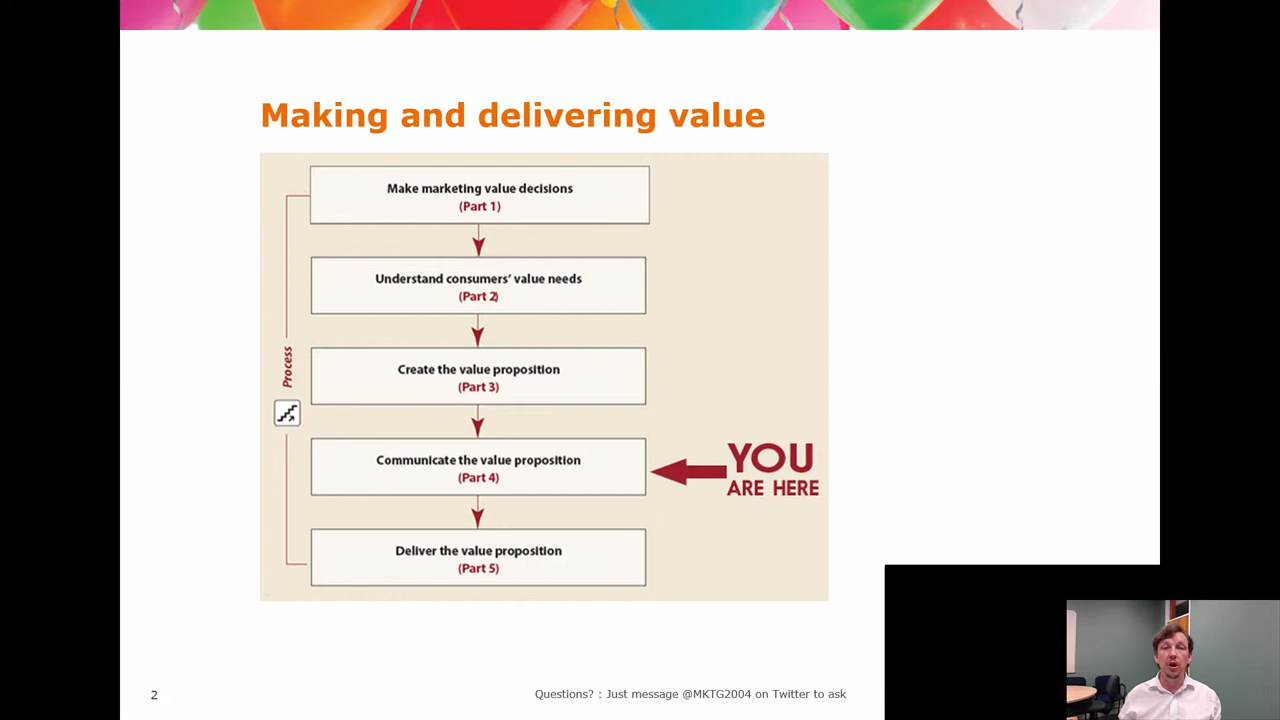 Making and delivering value
Make marketing value decisions
(Part 1)
Understand consumers' value needs
(Part 2)
Create the value proposition
(Part 3)
Process
Communicate the value proposition
(Part 4)
YOU
ARE HERE
Deliver the value proposition
(Part 5)
2
Questions? : Just message @MKTG2004 on Twitter to ask